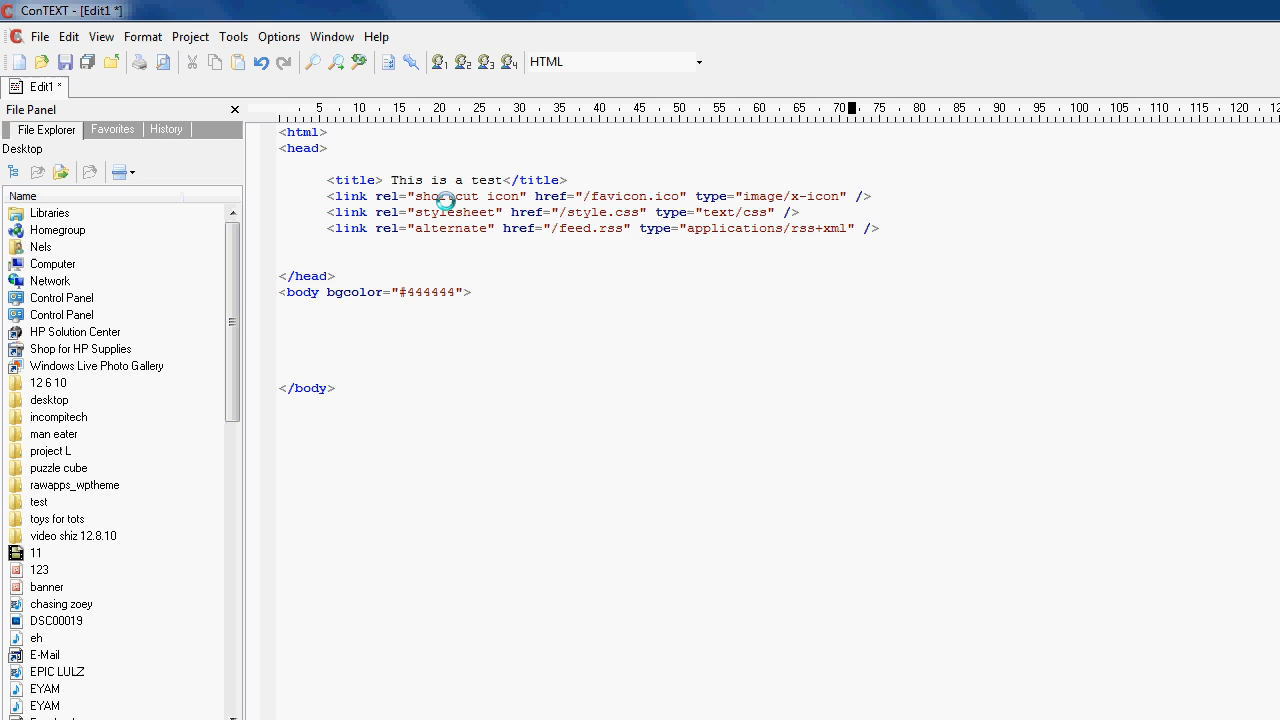 ConTEXT - [Edit1 *]
File Edit View Format Project Tools Options Window Help
1 2 3 4 HTML
Edit1 *
File Panel
5 10 15 20 25 30 35 40 45 50 55 60 65 70 75 80 85 90 95 100 105 110 115 120
File Explorer Favorites History
Desktop
Name
Libraries
Homegroup
Nels
Computer
Network
Control Panel
Control Panel
HP Solution Center
Shop for HP Supplies
Windows Live Photo Gallery
12 6 10
desktop
incompitech
man eater
project L
puzzle cube
rawapps_wptheme
test
toys for tots
video shiz 12.8.10
11
123
banner
chasing zoey
DSC00019
eh
E-Mail
EPIC LULZ
EYAM
EYAM
<html>
<head>
<title> This is a test</title>
<link rel="shortcut icon" href="/favicon.ico" type="image/x-icon" />
<link rel="stylesheet" href="/style.css" type="text/css" />
<link rel="alternate" href="/feed.rss" type="applications/rss+xml" />
</head>
<body bgcolor="#444444">
</body>